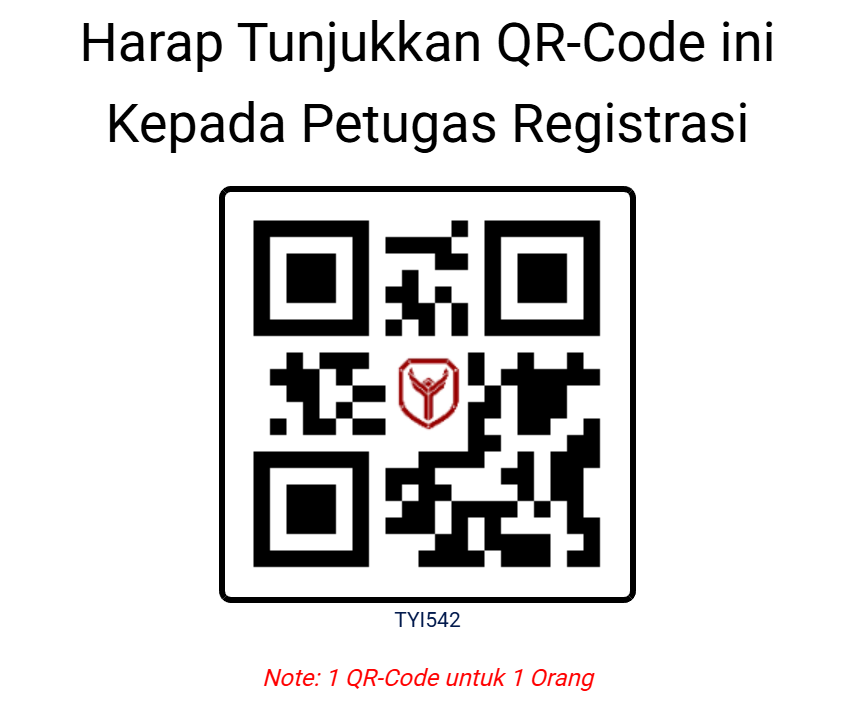 Harap Tunjukkan QR-Code ini
Kepada Petugas Registrasi
TYI542
Note: 1 QR-Code untuk 1 Orang